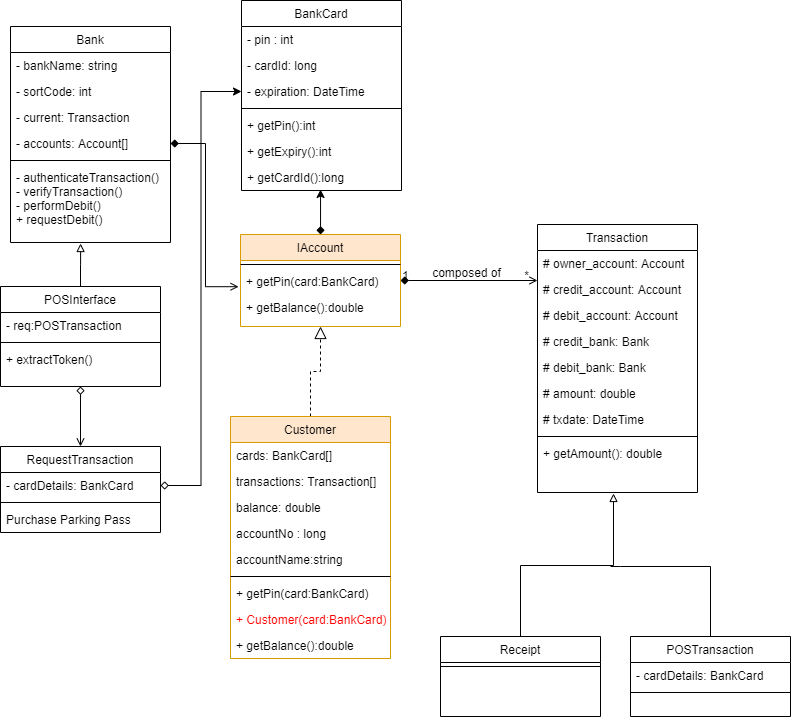 Bank
- bankName: string
- sortCode: int
- current: Transaction
- accounts: Account[]
- authenticateTransaction()
- verifyTransaction()
- performDebit()
+ requestDebit()
BankCard
- pin : int
- cardId: long
- expiration: DateTime
+ getPin():int
+ getExpiry():int
+ getCardId():long
POSInterface
- req:POSTransaction
+ extractToken()
IAccount
+ getPin(card:BankCard)
+ getBalance():double
1
composed of
*
Transaction
# owner_account: Account
# credit_account: Account
# debit_account: Account
# credit_bank: Bank
# debit_bank: Bank
# amount: double
# txdate: DateTime
+ getAmount(): double
RequestTransaction
- cardDetails: BankCard
Purchase Parking Pass
Customer
cards: BankCard[]
transactions: Transaction[]
balance: double
accountNo : long
accountName:string
+ getPin(card:BankCard)
+ Customer(card:BankCard)
+ getBalance():double
Receipt
POSTransaction
- cardDetails: BankCard